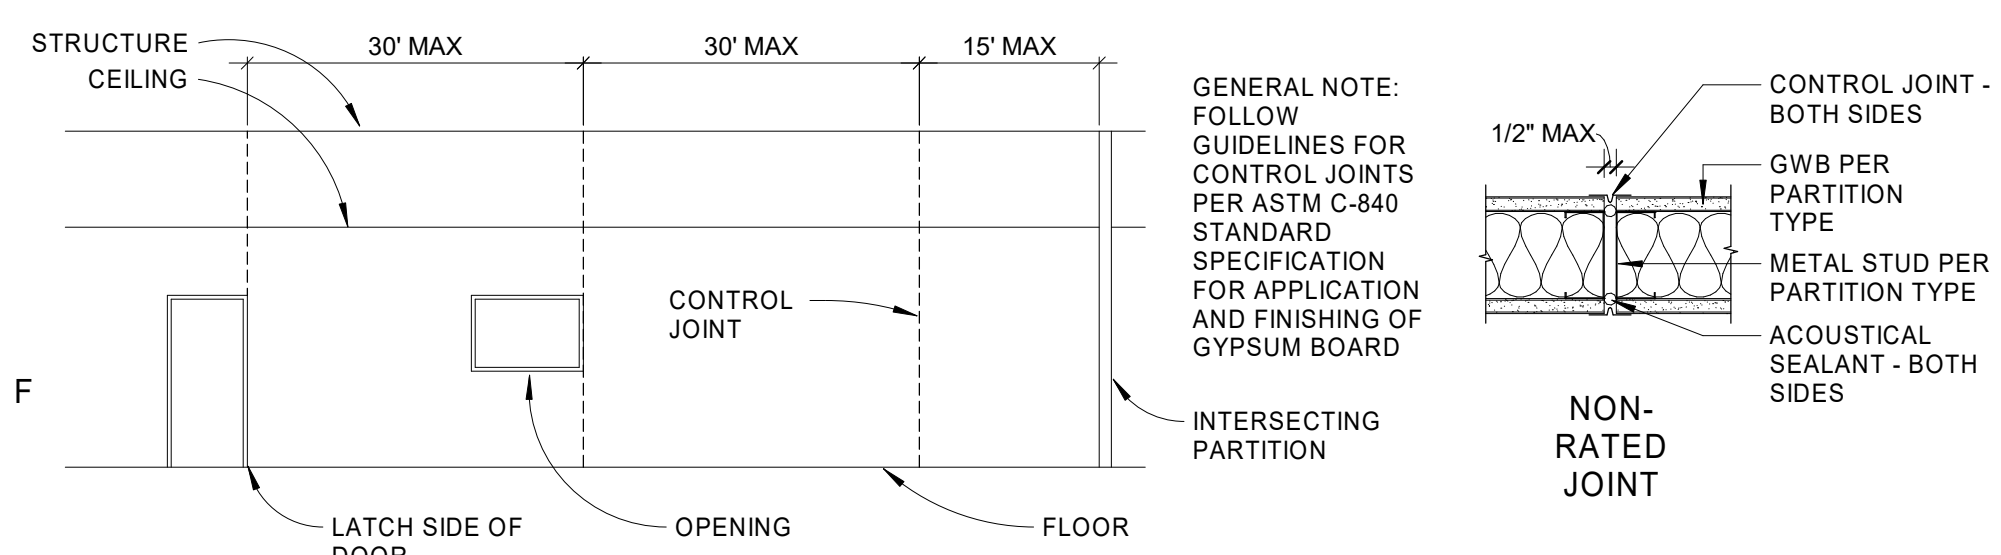 STRUCTURE
CEILING
30' MAX
30' MAX
15' MAX
GENERAL NOTE:
FOLLOW
GUIDELINES FOR
CONTROL JOINTS
PER ASTM C-840
STANDARD
SPECIFICATION
FOR APPLICATION
AND FINISHING OF
GYPSUM BOARD
CONTROL
JOINT
F
INTERSECTING
PARTITION
LATCH SIDE OF
DOOR
OPENING
FLOOR
1/2" MAX
CONTROL JOINT -
BOTH SIDES
GWB PER
PARTITION
TYPE
METAL STUD PER
PARTITION TYPE
ACOUSTICAL
SEALANT - BOTH
SIDES
NON-
RATED
JOINT